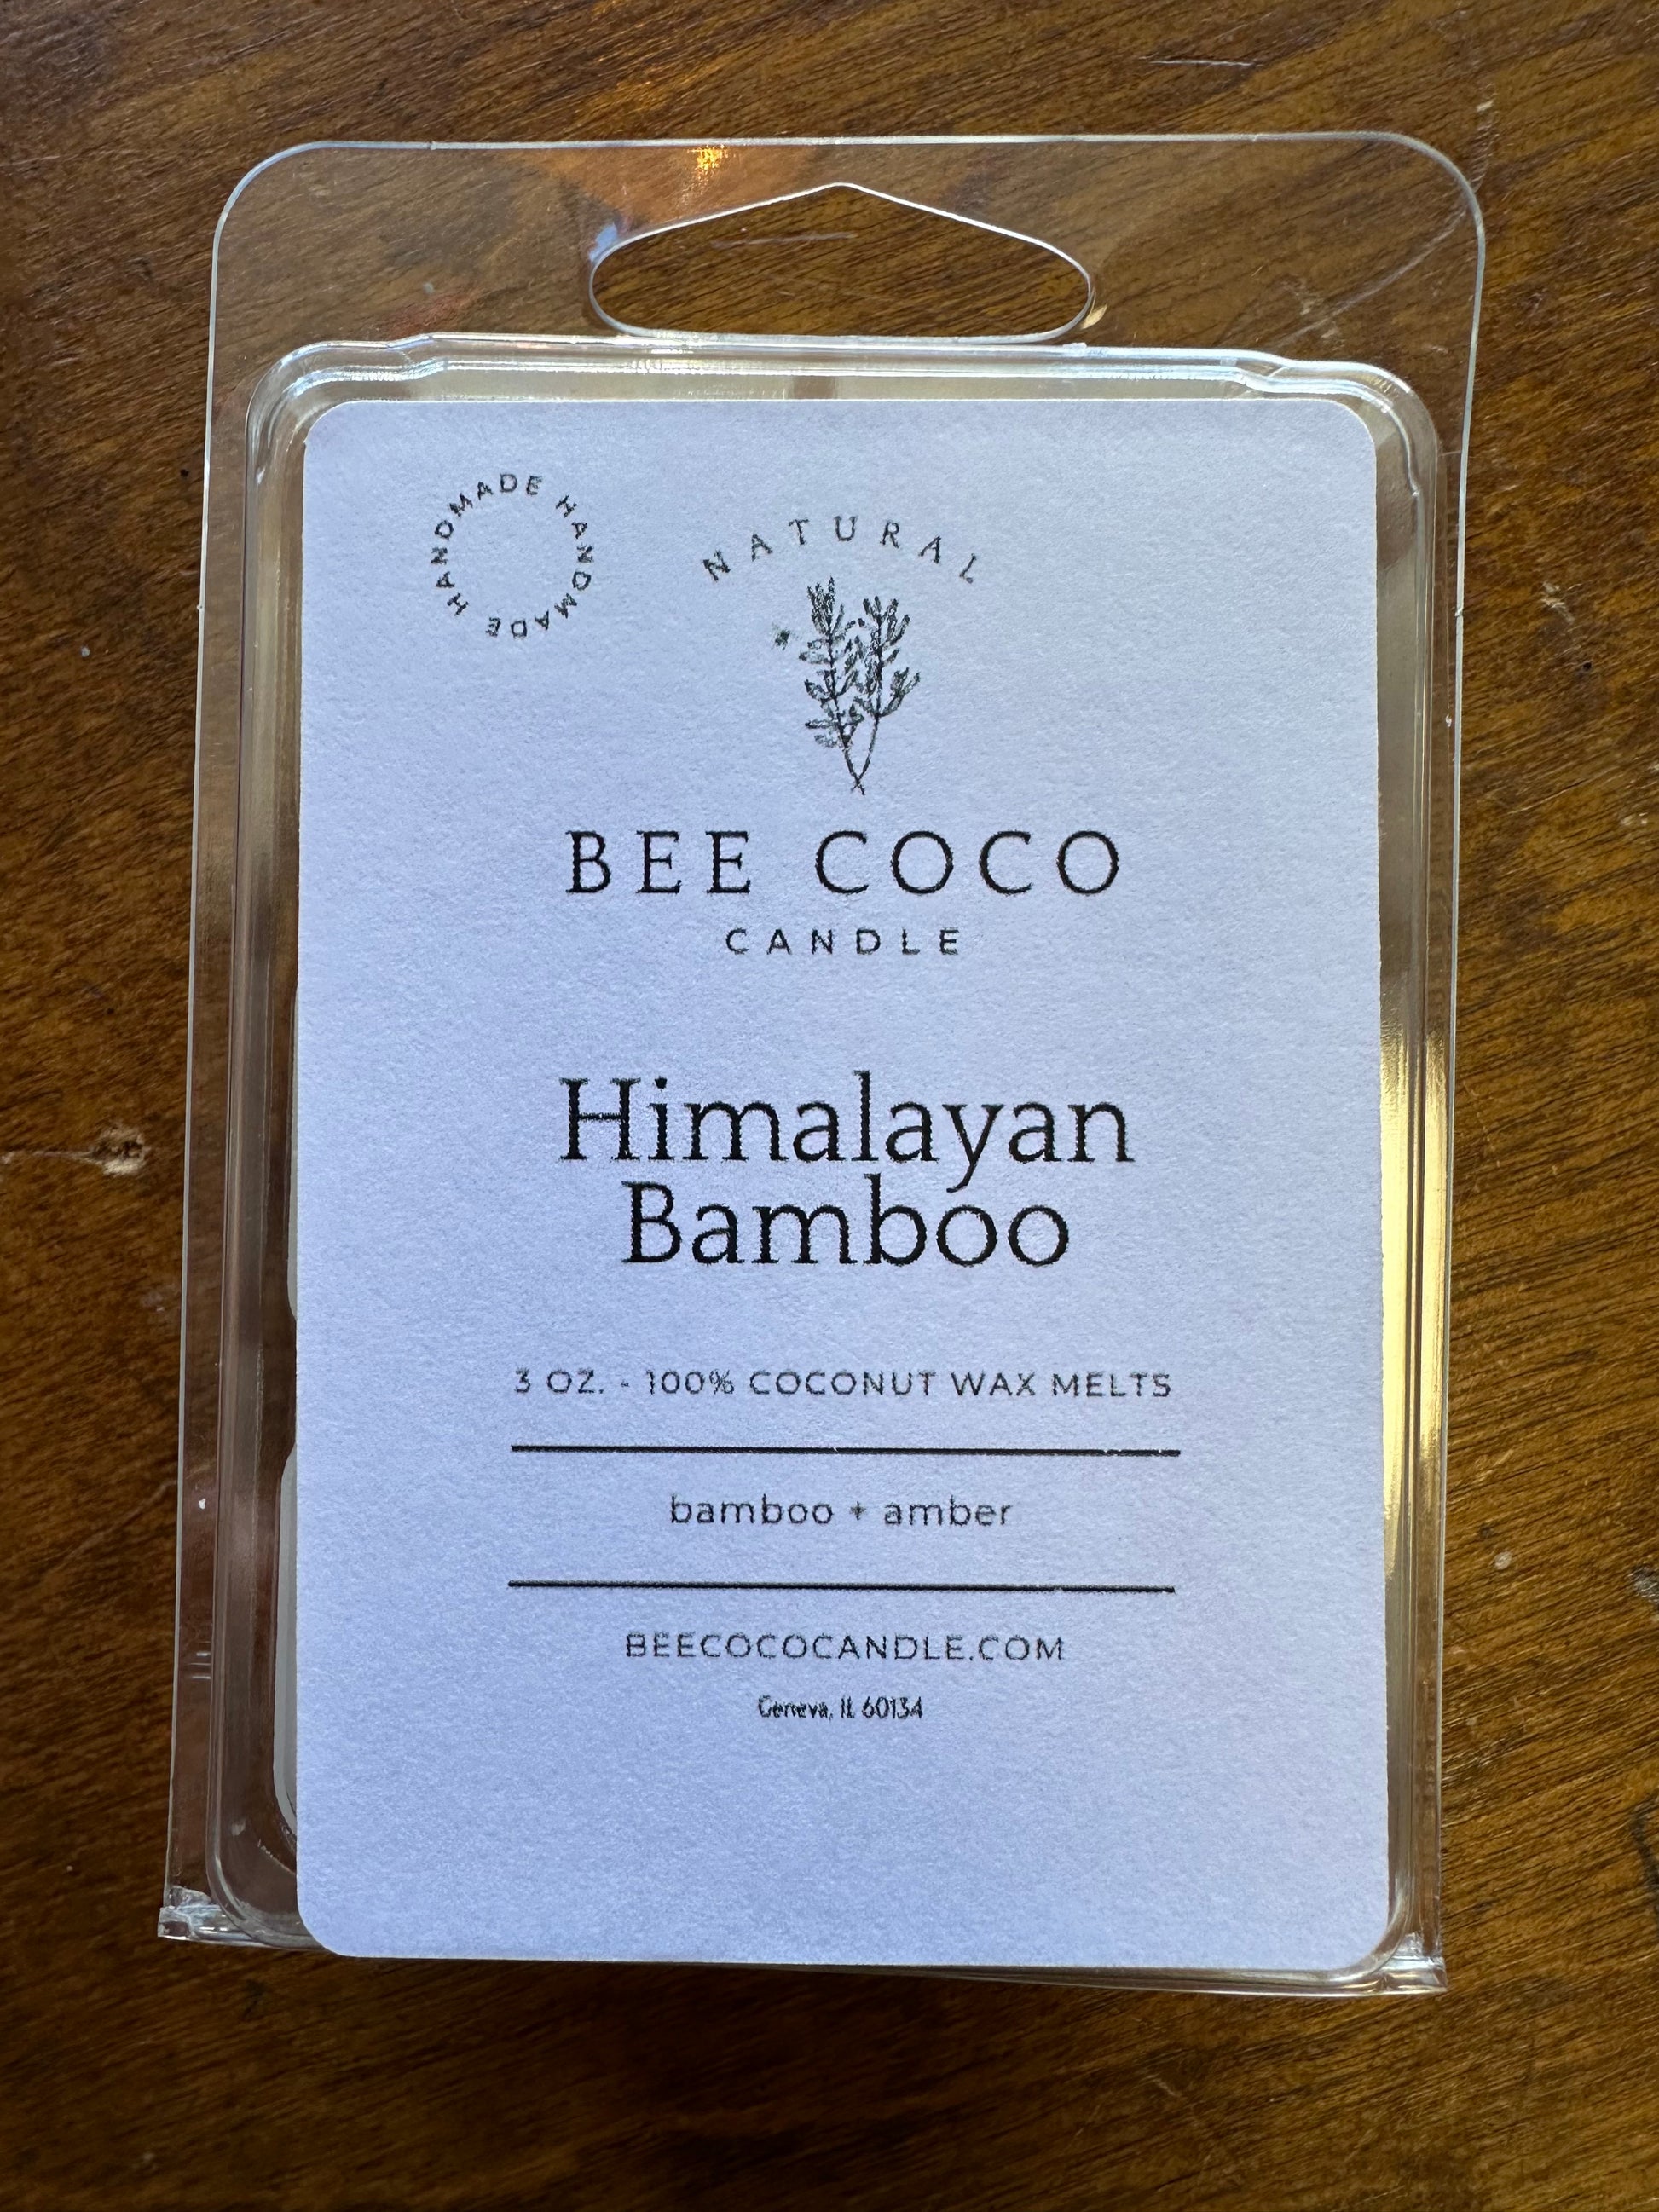 HANDMADE HANDMADE HANDMADE
NATURAL
BEE COCO
CANDLE
Himalayan
Bamboo
3 OZ. - 100% COCONUT WAX MELTS
bamboo + amber
BEECOCOCANDLE.COM
Geneva, IL 60134